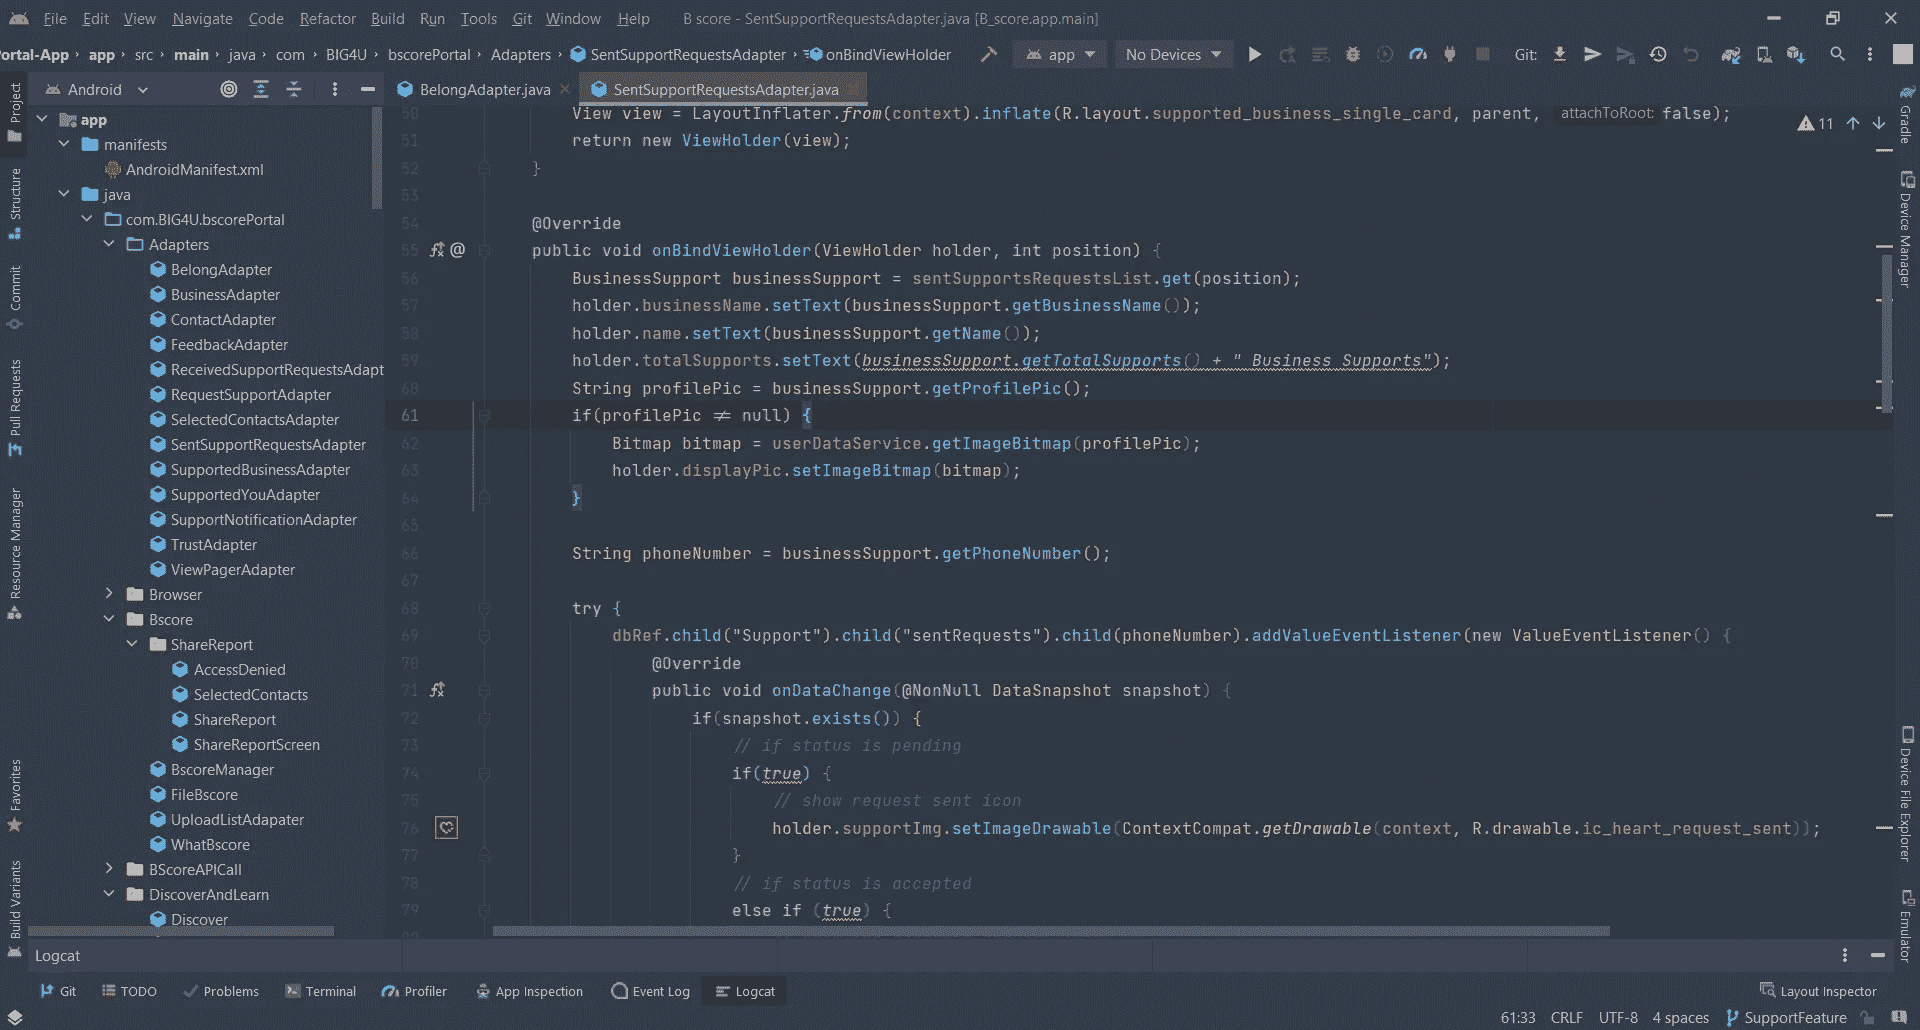 File Edit View Navigate Code Refactor Build Run Tools Git Window Help B score - SentSupportRequestsAdapter.java [B_score.app.main]
ortal-App > app > src > main > java > com > BIG4U > bscorePortal > Adapters > SentSupportRequestsAdapter > onBindViewHolder app No Devices Git:
Android
BelongAdapter.java SentSupportRequestsAdapter.java
Project
Structure
Commit
Pull Requests
Resource Manager
Favorites
Build Variants
app
manifests
AndroidManifest.xml
java
com.BIG4U.bscorePortal
Adapters
BelongAdapter
BusinessAdapter
ContactAdapter
FeedbackAdapter
ReceivedSupportRequestsAdapt
RequestSupportAdapter
SelectedContactsAdapter
SentSupportRequestsAdapter
SupportedBusinessAdapter
SupportedYouAdapter
SupportNotificationAdapter
TrustAdapter
ViewPagerAdapter
Browser
Bscore
ShareReport
AccessDenied
SelectedContacts
ShareReport
ShareReportScreen
BscoreManager
FileBscore
UploadListAdapater
WhatBscore
BScoreAPICall
DiscoverAndLearn
Discover
50 View view = LayoutInflater.from(context).inflate(R.layout.supported_business_single_card, parent, attachToRoot: false);
51 return new ViewHolder(view);
52 }
53
54 @Override
55 public void onBindViewHolder(ViewHolder holder, int position) {
56 BusinessSupport businessSupport = sentSupportsRequestsList.get(position);
57 holder.businessName.setText(businessSupport.getBusinessName());
58 holder.name.setText(businessSupport.getName());
59 holder.totalSupports.setText(businessSupport.getTotalSupports() + " Business Supports");
60 String profilePic = businessSupport.getProfilePic();
61 if(profilePic ≠ null) {
62 Bitmap bitmap = userDataService.getImageBitmap(profilePic);
63 holder.displayPic.setImageBitmap(bitmap);
64 }
65
66 String phoneNumber = businessSupport.getPhoneNumber();
67
68 try {
69 dbRef.child("Support").child("sentRequests").child(phoneNumber).addValueEventListener(new ValueEventListener() {
70 @Override
71 public void onDataChange(@NonNull DataSnapshot snapshot) {
72 if(snapshot.exists()) {
73 // if status is pending
74 if(true) {
75 // show request sent icon
76 holder.supportImg.setImageDrawable(ContextCompat.getDrawable(context, R.drawable.ic_heart_request_sent));
77 }
78 // if status is accepted
79 else if (true) {
11
Gradle
Device Manager
Device File Explorer
Emulator
Logcat
Git TODO Problems Terminal Profiler App Inspection Event Log Logcat Layout Inspector
61:33 CRLF UTF-8 4 spaces SupportFeature